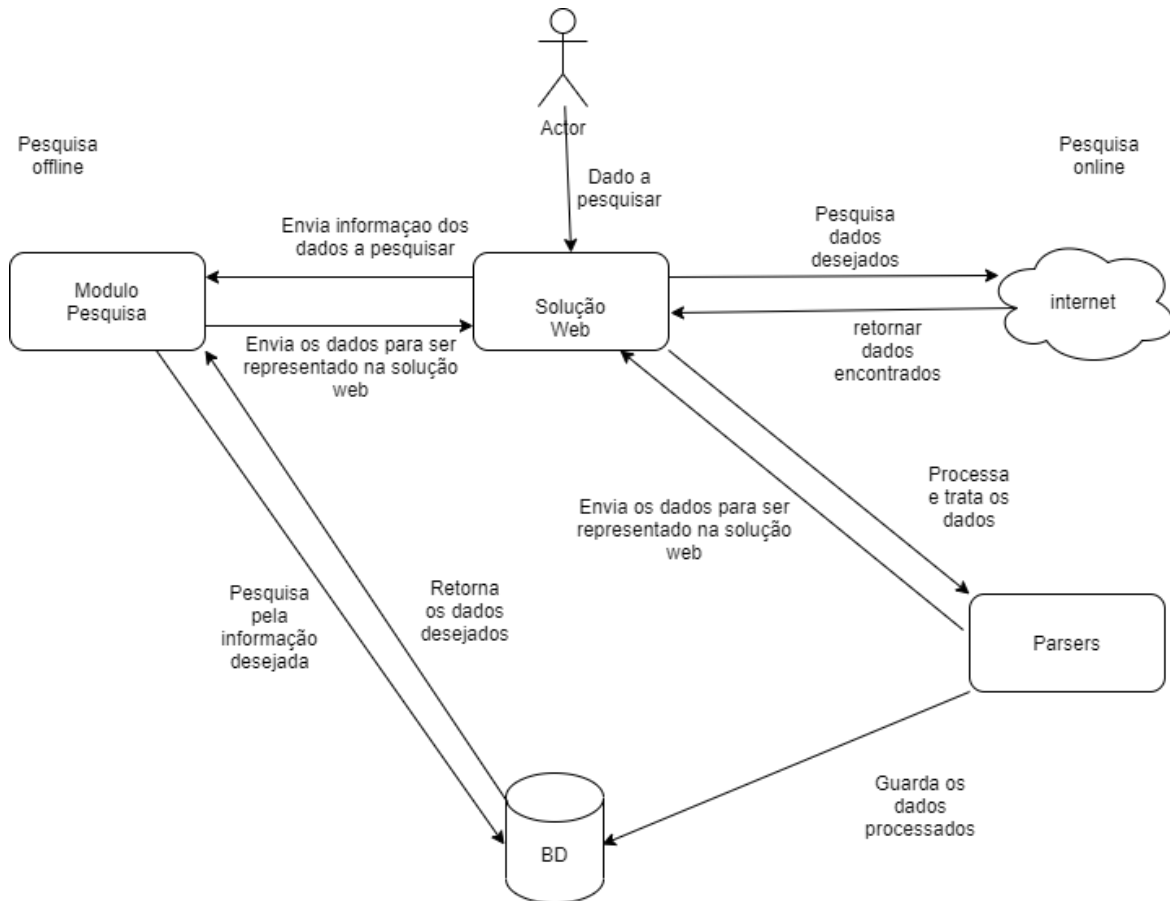 Actor
Pesquisa
offline
Pesquisa
online
Dado a
pesquisar
Envia informaçao dos
dados a pesquisar
Pesquisa
dados
desejados
Modulo
Pesquisa
Solução
Web
internet
Envia os dados para ser
representado na solução
web
retornar
dados
encontrados
Processa
e trata os
dados
Envia os dados para ser
representado na solução
web
Pesquisa
pela
informação
desejada
Retorna
os dados
desejados
Parsers
Guarda os
dados
processados
BD